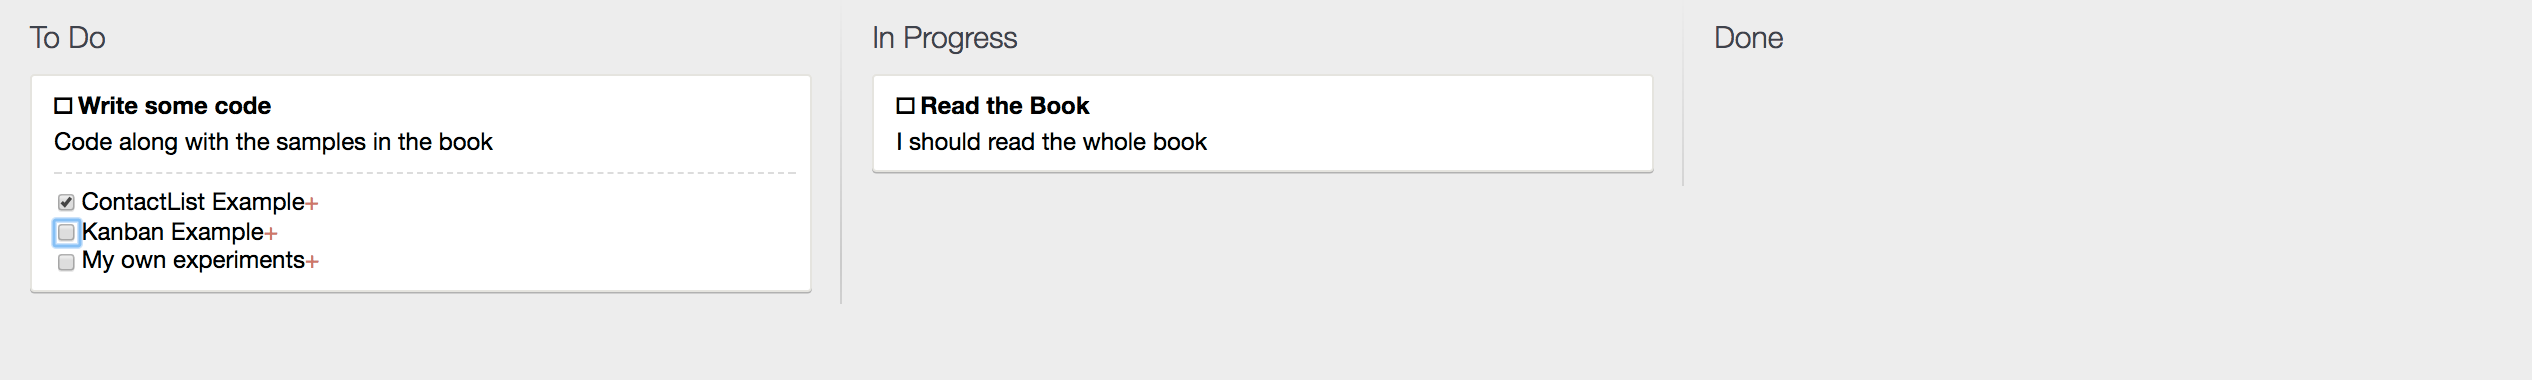 To Do
Write some code
Code along with the samples in the book
ContactList Example+
Kanban Example+
My own experiments+
In Progress
Read the Book
I should read the whole book
Done